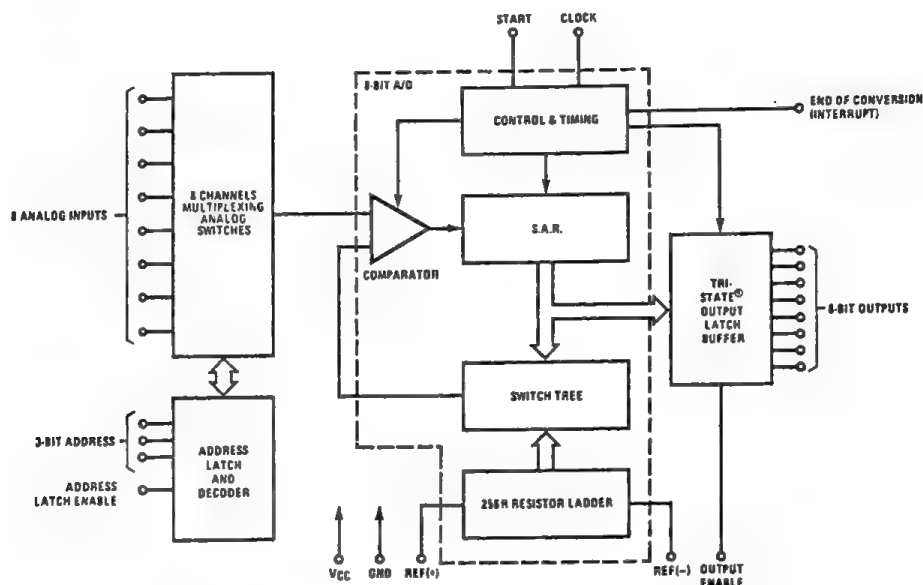 START
CLOCK
8-BIT A/D
END OF CONVERSION
(INTERRUPT)
CONTROL & TIMING
8 CHANNELS
MULTIPLEXING
ANALOG
SWITCHES
8 ANALOG INPUTS
S.A.R.
COMPARATOR
TRI-
STATE®
OUTPUT
LATCH
BUFFER
8-BIT OUTPUTS
SWITCH TREE
3-BIT ADDRESS
ADDRESS
LATCH
AND
DECODER
ADDRESS
LATCH ENABLE
256R RESISTOR LADDER
VCC
GND
REF(+)
REF(−)
OUTPUT
ENABLE